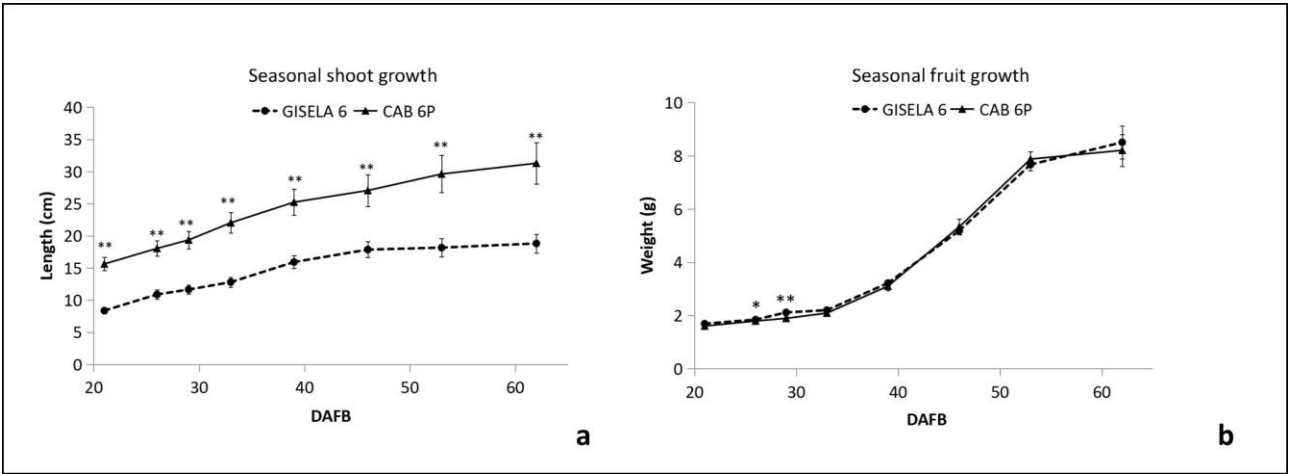 Seasonal shoot growth
GISELA 6 CAB 6P
40
35
30
25
20
15
10
5
0
Length (cm)
** ** ** ** ** ** ** **
20 30 40 50 60
DAFB
a
Seasonal fruit growth
GISELA 6 CAB 6P
10
8
6
4
2
0
Weight (g)
* **
20 30 40 50 60
DAFB
b